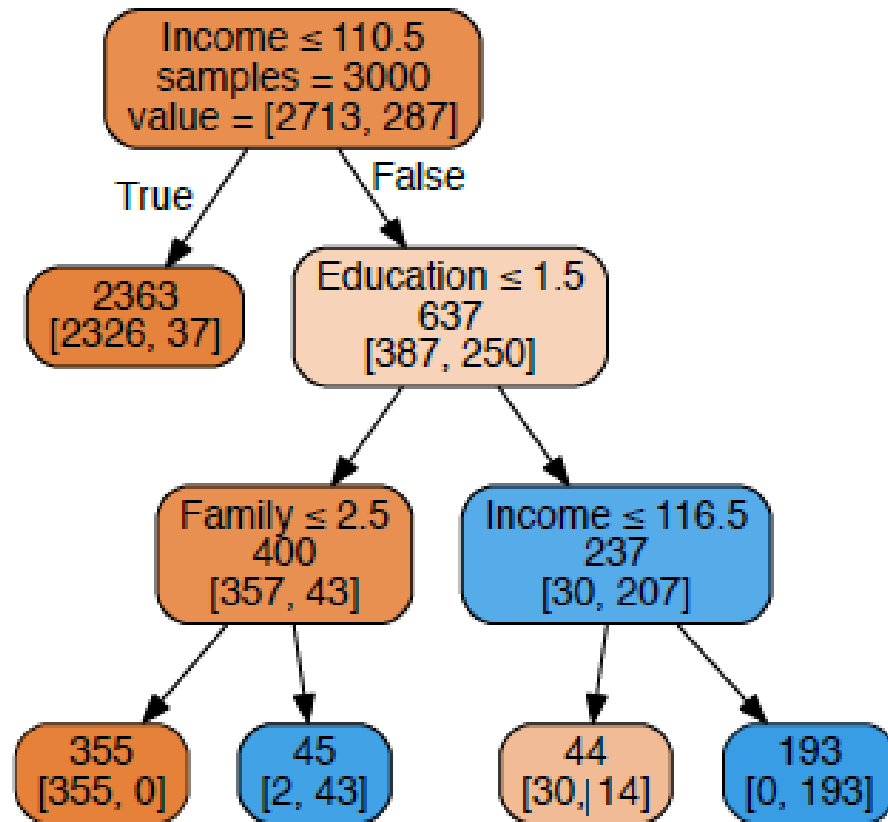 Income ≤ 110.5
samples = 3000
value = [2713, 287]
True
False
2363
[2326, 37]
Education ≤ 1.5
637
[387, 250]
Family ≤ 2.5
400
[357, 43]
Income ≤ 116.5
237
[30, 207]
355
[355, 0]
45
[2, 43]
44
[30,| 14]
193
[0, 193]